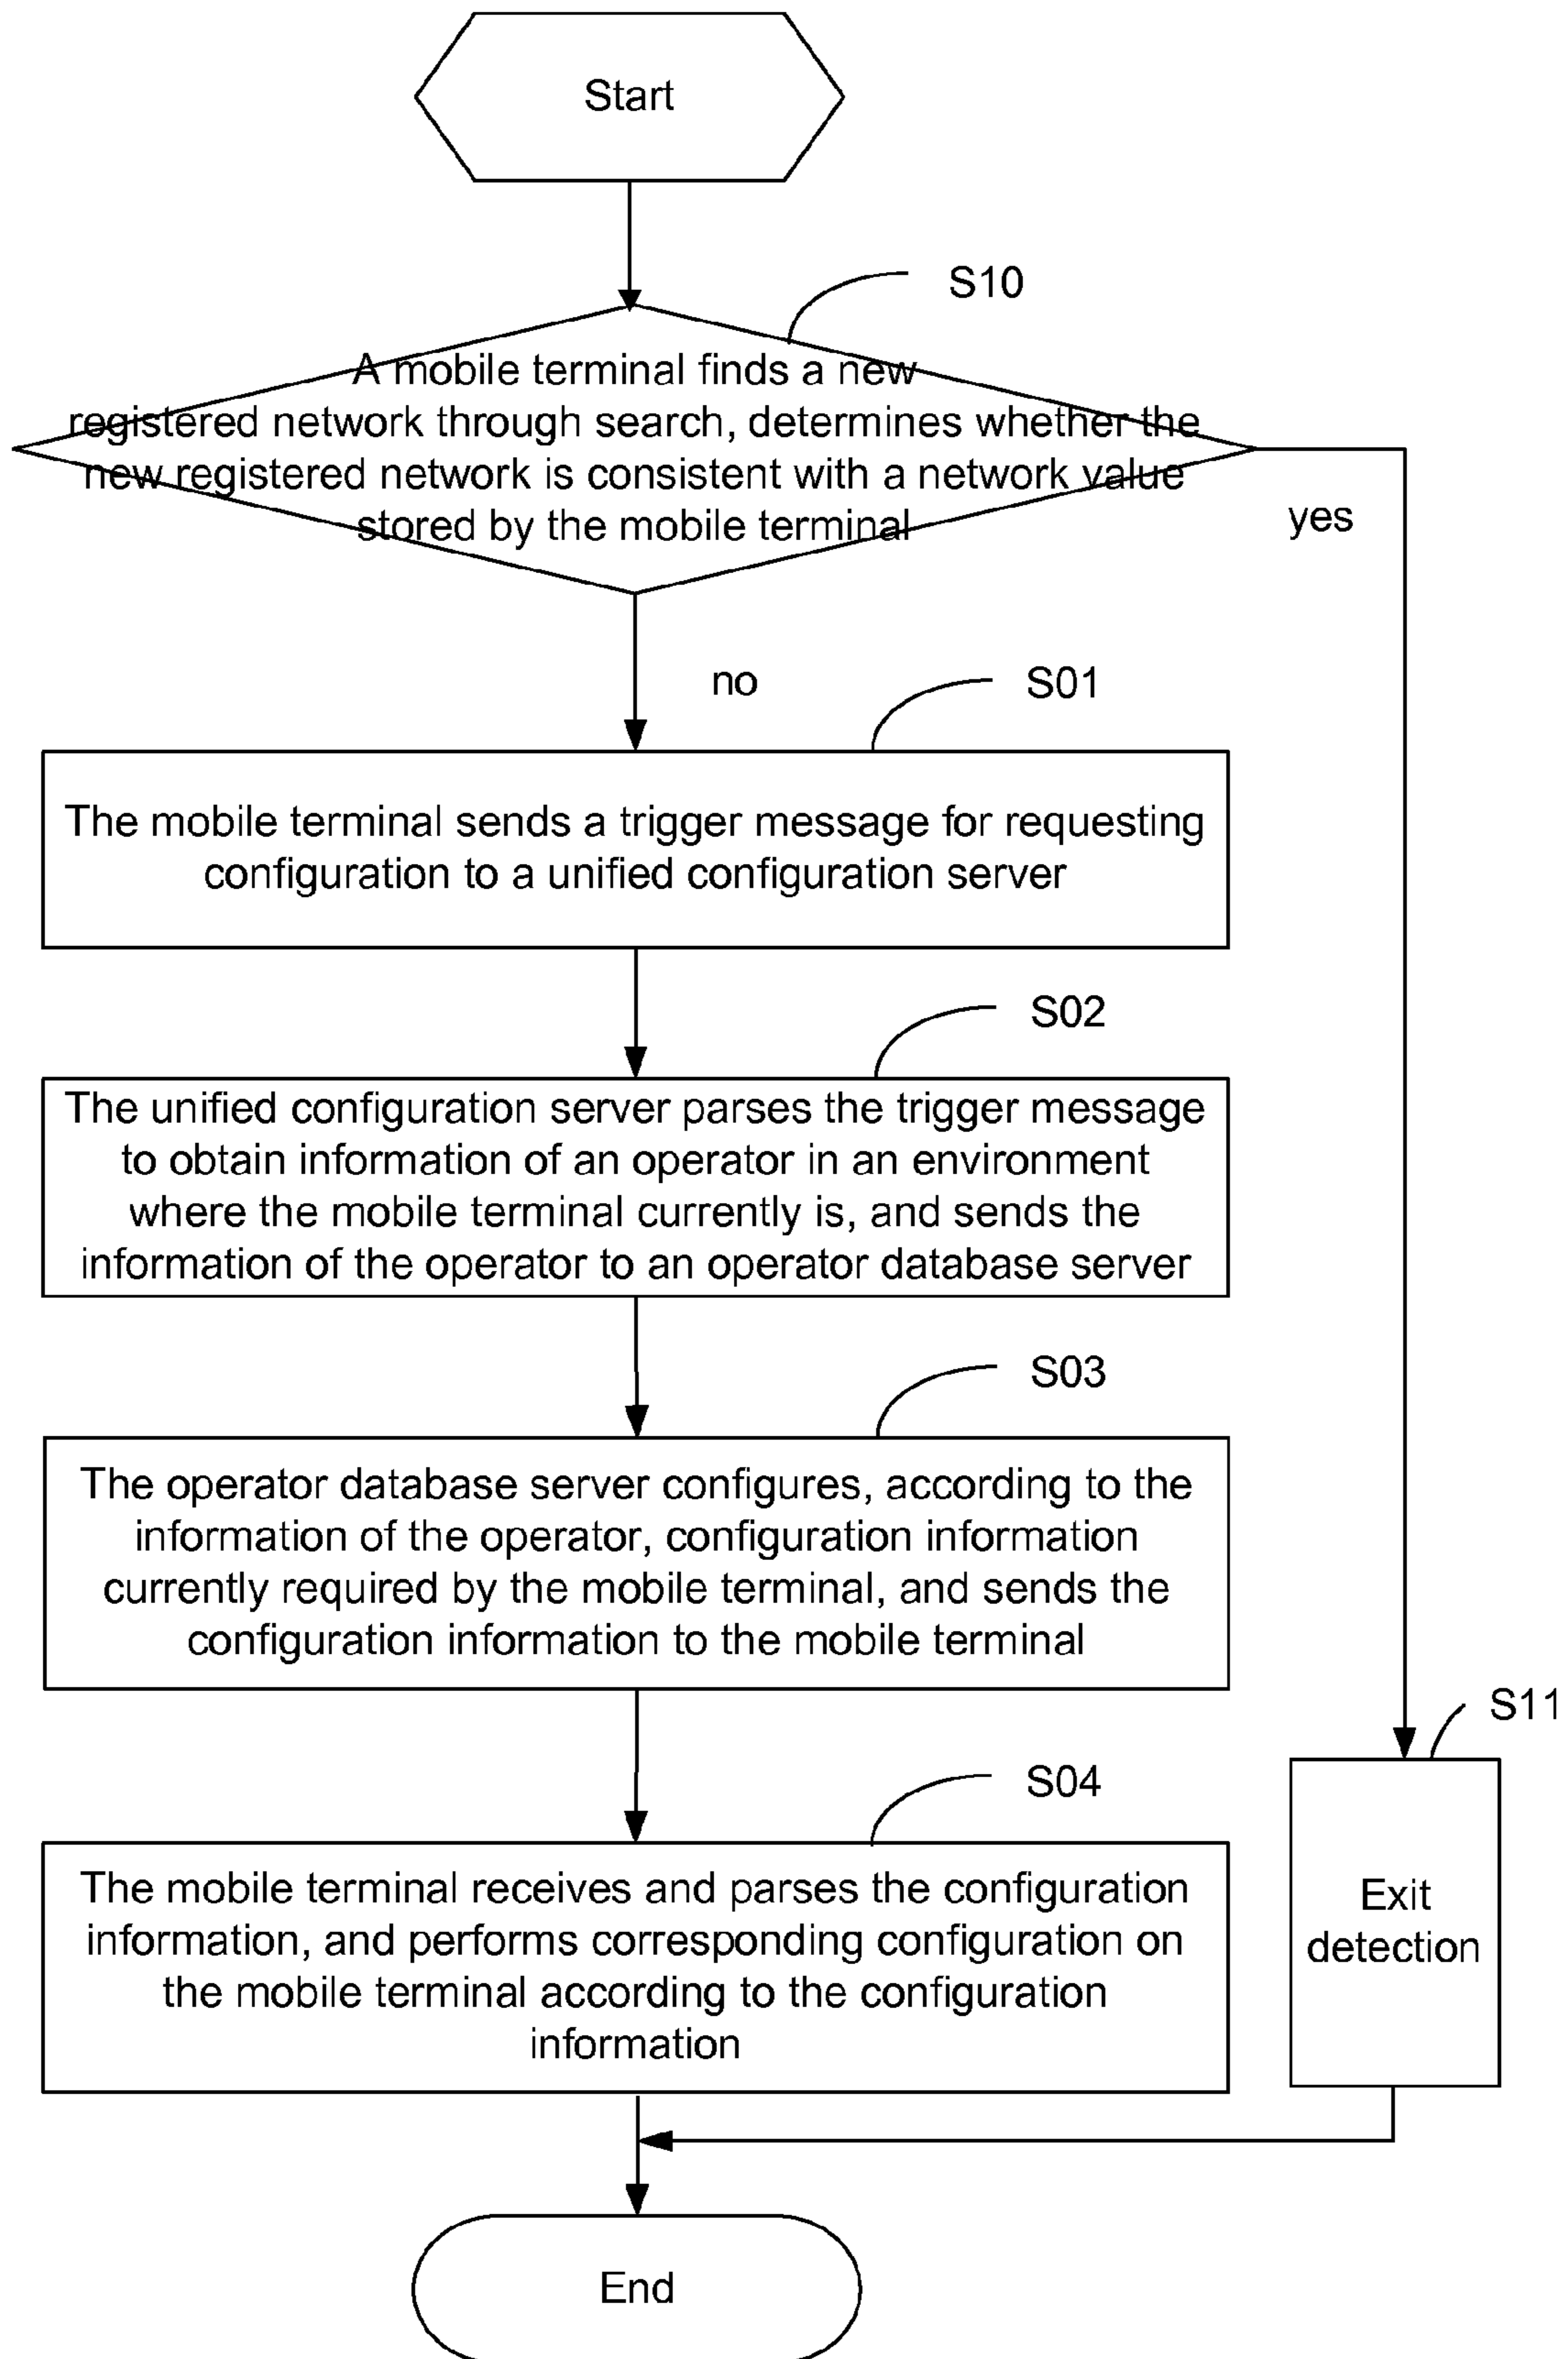 Start
S10
A mobile terminal finds a new
registered network through search, determines whether the
new registered network is consistent with a network value
stored by the mobile terminal
yes
no
S01
The mobile terminal sends a trigger message for requesting
configuration to a unified configuration server
S02
The unified configuration server parses the trigger message
to obtain information of an operator in an environment
where the mobile terminal currently is, and sends the
information of the operator to an operator database server
S03
The operator database server configures, according to the
information of the operator, configuration information
currently required by the mobile terminal, and sends the
configuration information to the mobile terminal
S11
S04
The mobile terminal receives and parses the configuration
information, and performs corresponding configuration on
the mobile terminal according to the configuration
information
Exit
detection
End